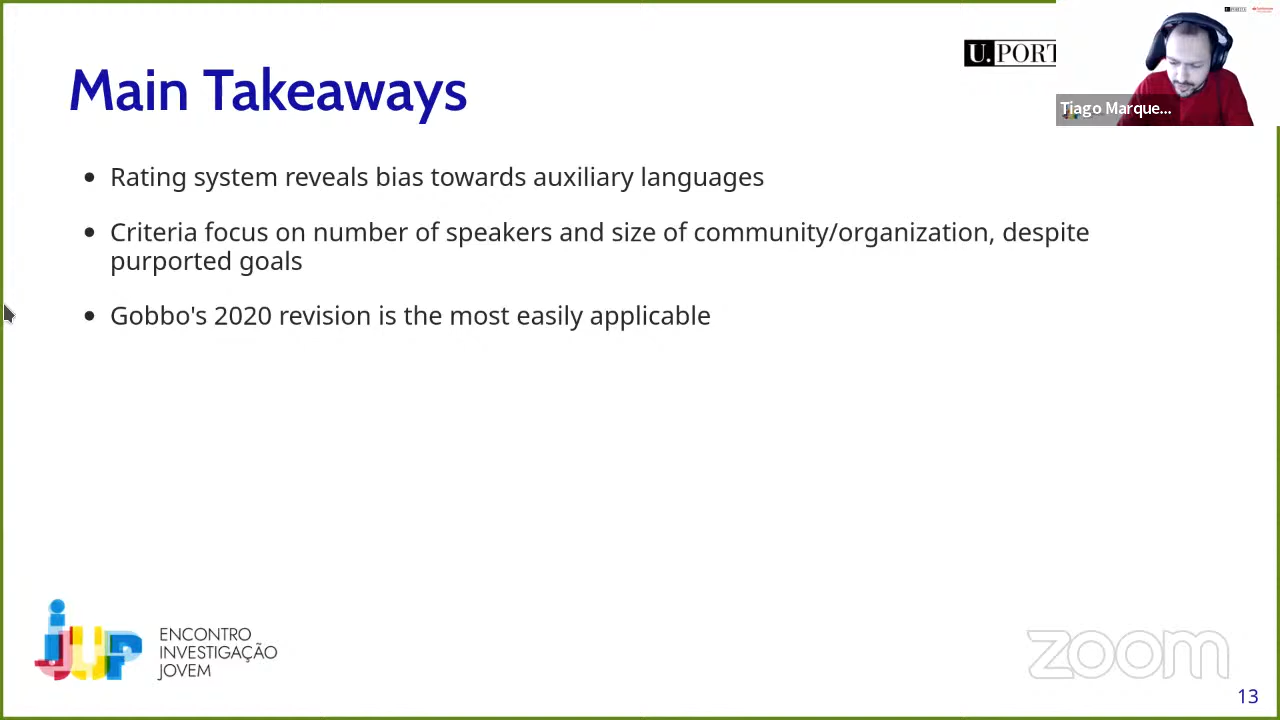 Main Takeaways
U.PORT
Tiago Marque...
Rating system reveals bias towards auxiliary languages
Criteria focus on number of speakers and size of community/organization, despite
purported goals
Gobbo's 2020 revision is the most easily applicable
jUP
ENCONTRO
INVESTIGAÇÃO
JOVEM
zoom
13